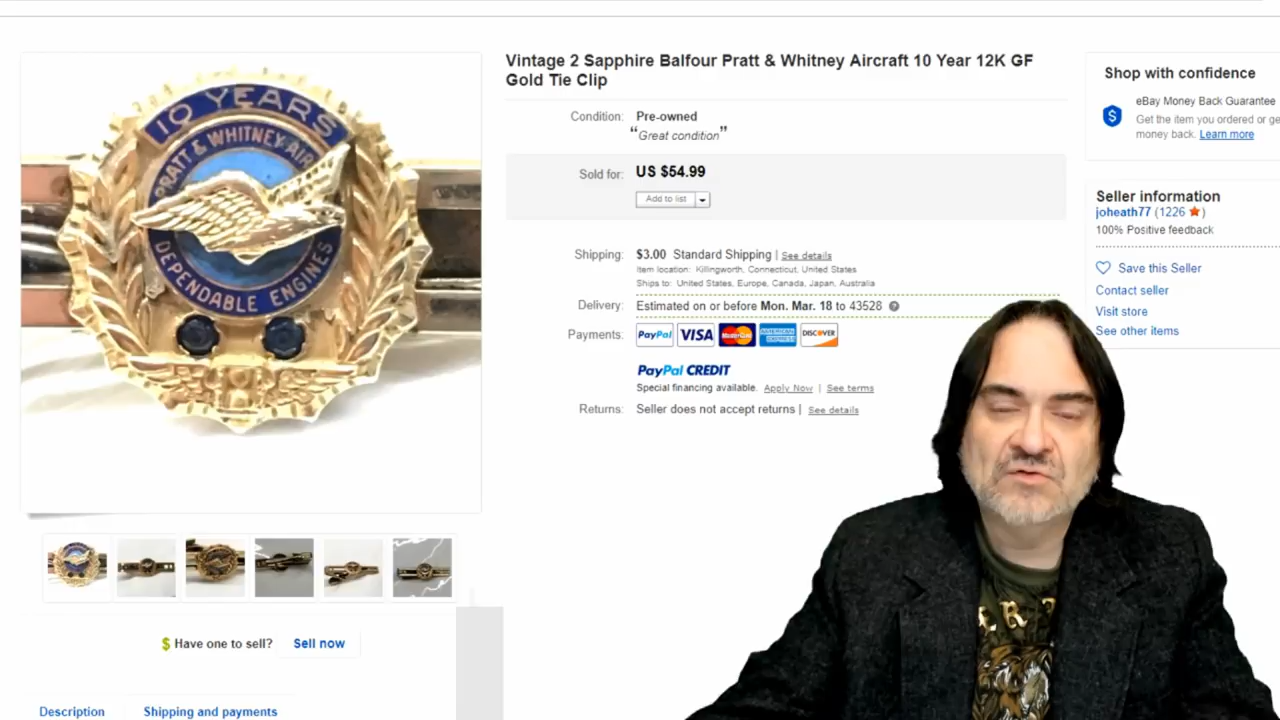 10 YEARS
PRATT & WHITNEY AIR
DEPENDABLE ENGINES
Vintage 2 Sapphire Balfour Pratt & Whitney Aircraft 10 Year 12K GF
Gold Tie Clip
Condition: Pre-owned
“Great condition”
Sold for: US $54.99
Add to list
Shipping: $3.00 Standard Shipping | See details
Item location: Killingworth, Connecticut, United States
Ships to: United States, Europe, Canada, Japan, Australia
Delivery: Estimated on or before Mon. Mar. 18 to 43528
Payments: PayPal VISA MasterCard AMERICAN EXPRESS DISCOVER
PayPal CREDIT
Special financing available. Apply Now | See terms
Returns: Seller does not accept returns | See details
Shop with confidence
eBay Money Back Guarantee
Get the item you ordered or ge
money back. Learn more
Seller information
joheath77 (1226 )
100% Positive feedback
Save this Seller
Contact seller
Visit store
See other items
$ Have one to sell? Sell now
Description Shipping and payments